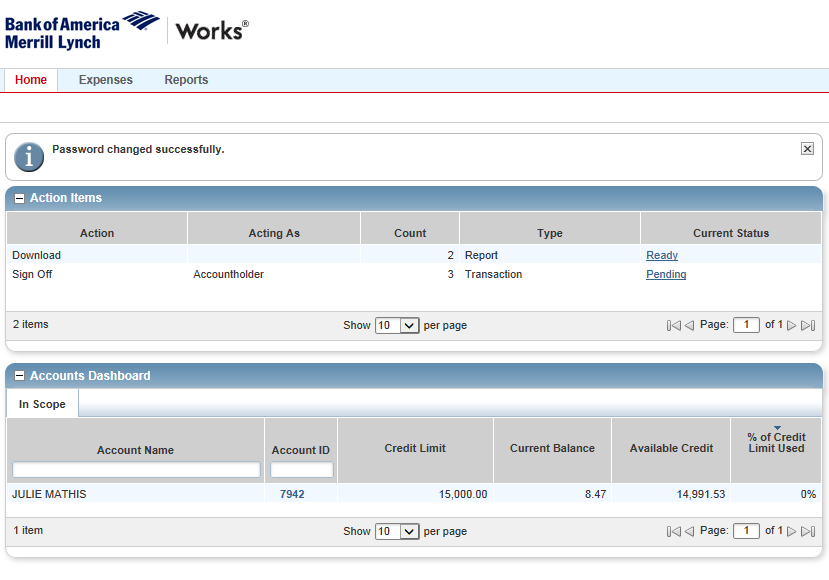 Bank of America
Merrill Lynch
Works®
Home Expenses Reports
Password changed successfully.
Action Items
Action Acting As Count Type Current Status
Download 2 Report Ready
Sign Off Accountholder 3 Transaction Pending
2 items Show 10 per page Page: 1 of 1
Accounts Dashboard
In Scope
Account Name Account ID Credit Limit Current Balance Available Credit % of Credit Limit Used
JULIE MATHIS 7942 15,000.00 8.47 14,991.53 0%
1 item Show 10 per page Page: 1 of 1